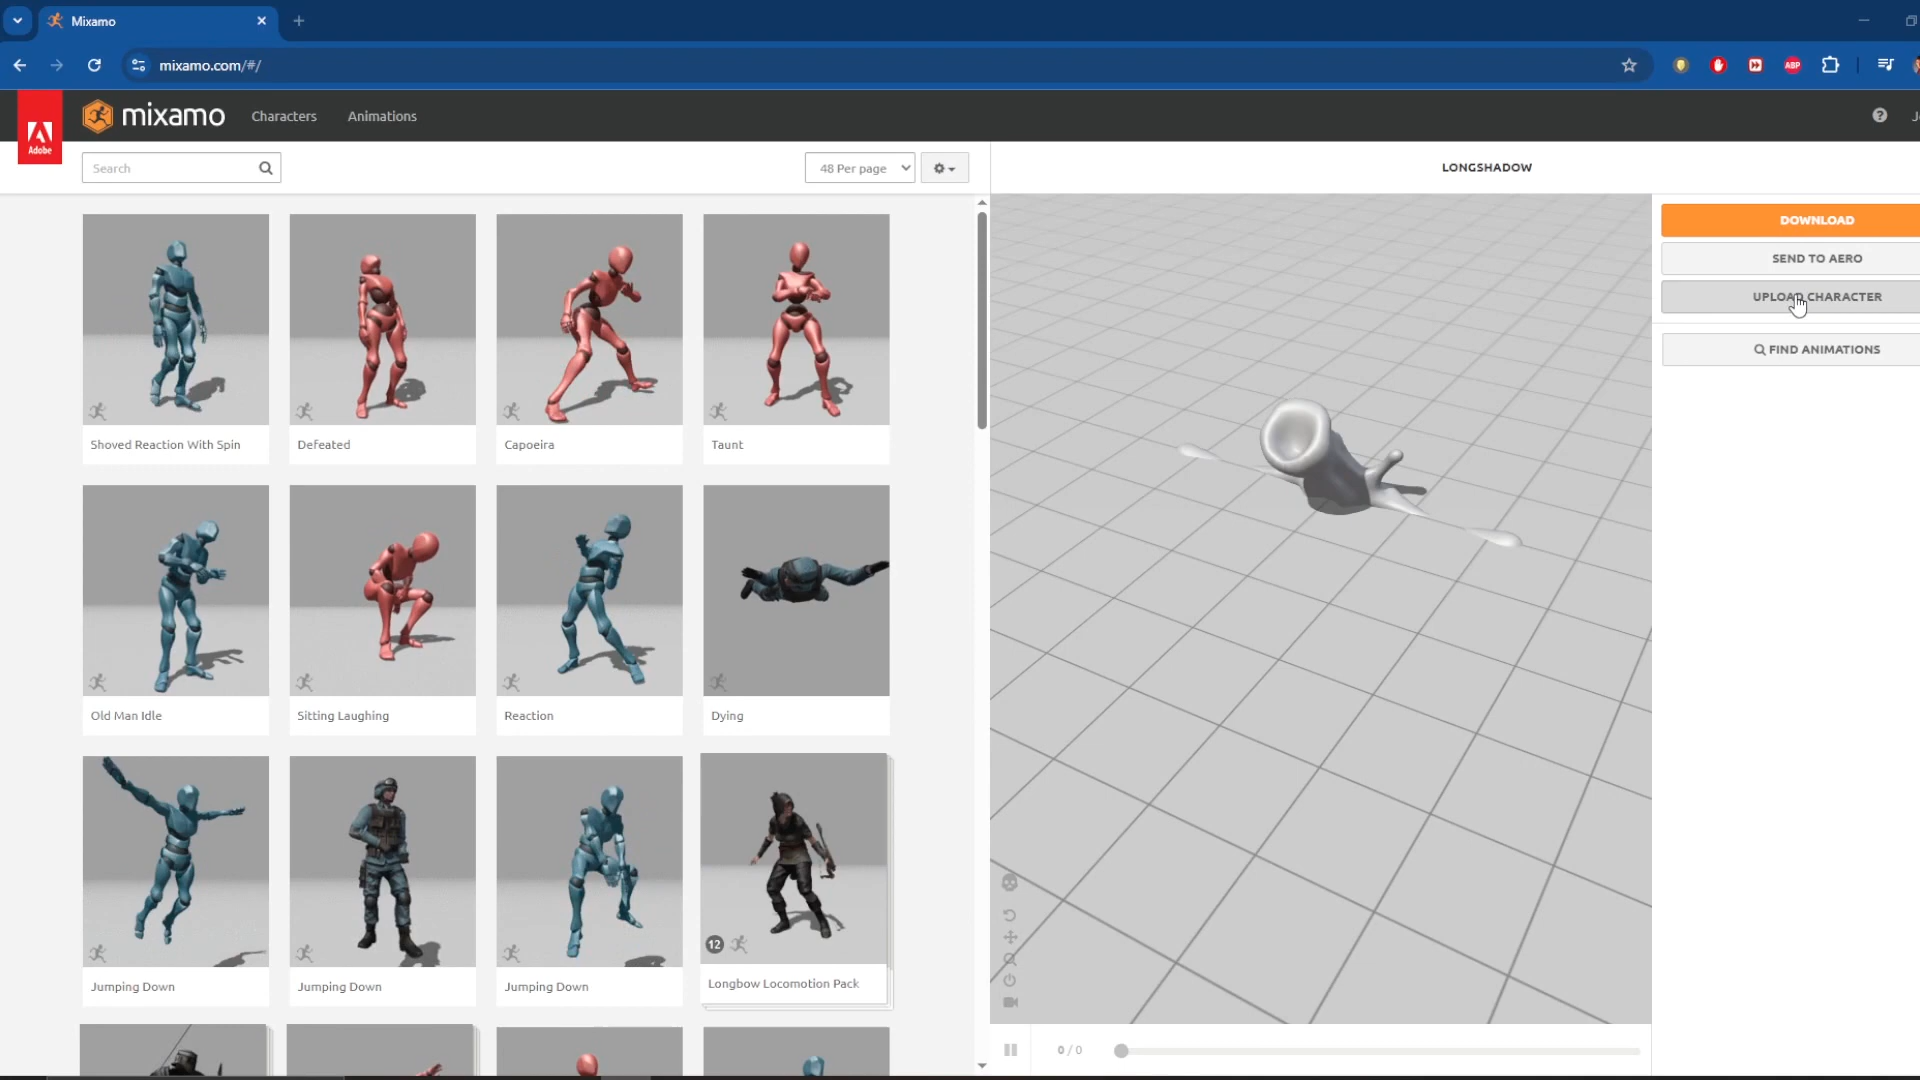 Mixamo
mixamo.com/#/
ABP
Adobe
mixamo
Characters
Animations
Search
48 Per page
LONGSHADOW
DOWNLOAD
SEND TO AERO
UPLOAD CHARACTER
FIND ANIMATIONS
Shoved Reaction With Spin
Defeated
Capoeira
Taunt
Old Man Idle
Sitting Laughing
Reaction
Dying
Jumping Down
Jumping Down
Jumping Down
12
Longbow Locomotion Pack
0 / 0